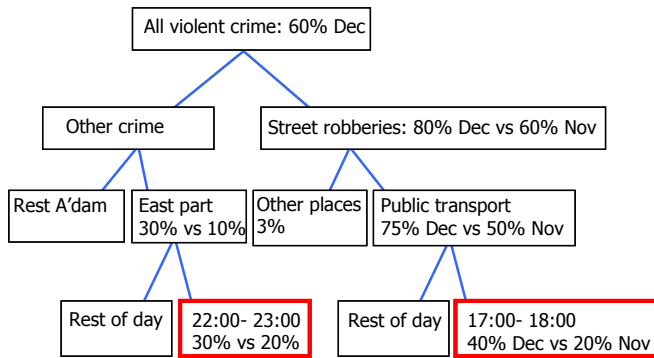 All violent crime: 60% Dec
Other crime
Street robberies: 80% Dec vs 60% Nov
Rest A'dam
East part
30% vs 10%
Other places
3%
Public transport
75% Dec vs 50% Nov
Rest of day
22:00- 23:00
30% vs 20%
Rest of day
17:00- 18:00
40% Dec vs 20% Nov